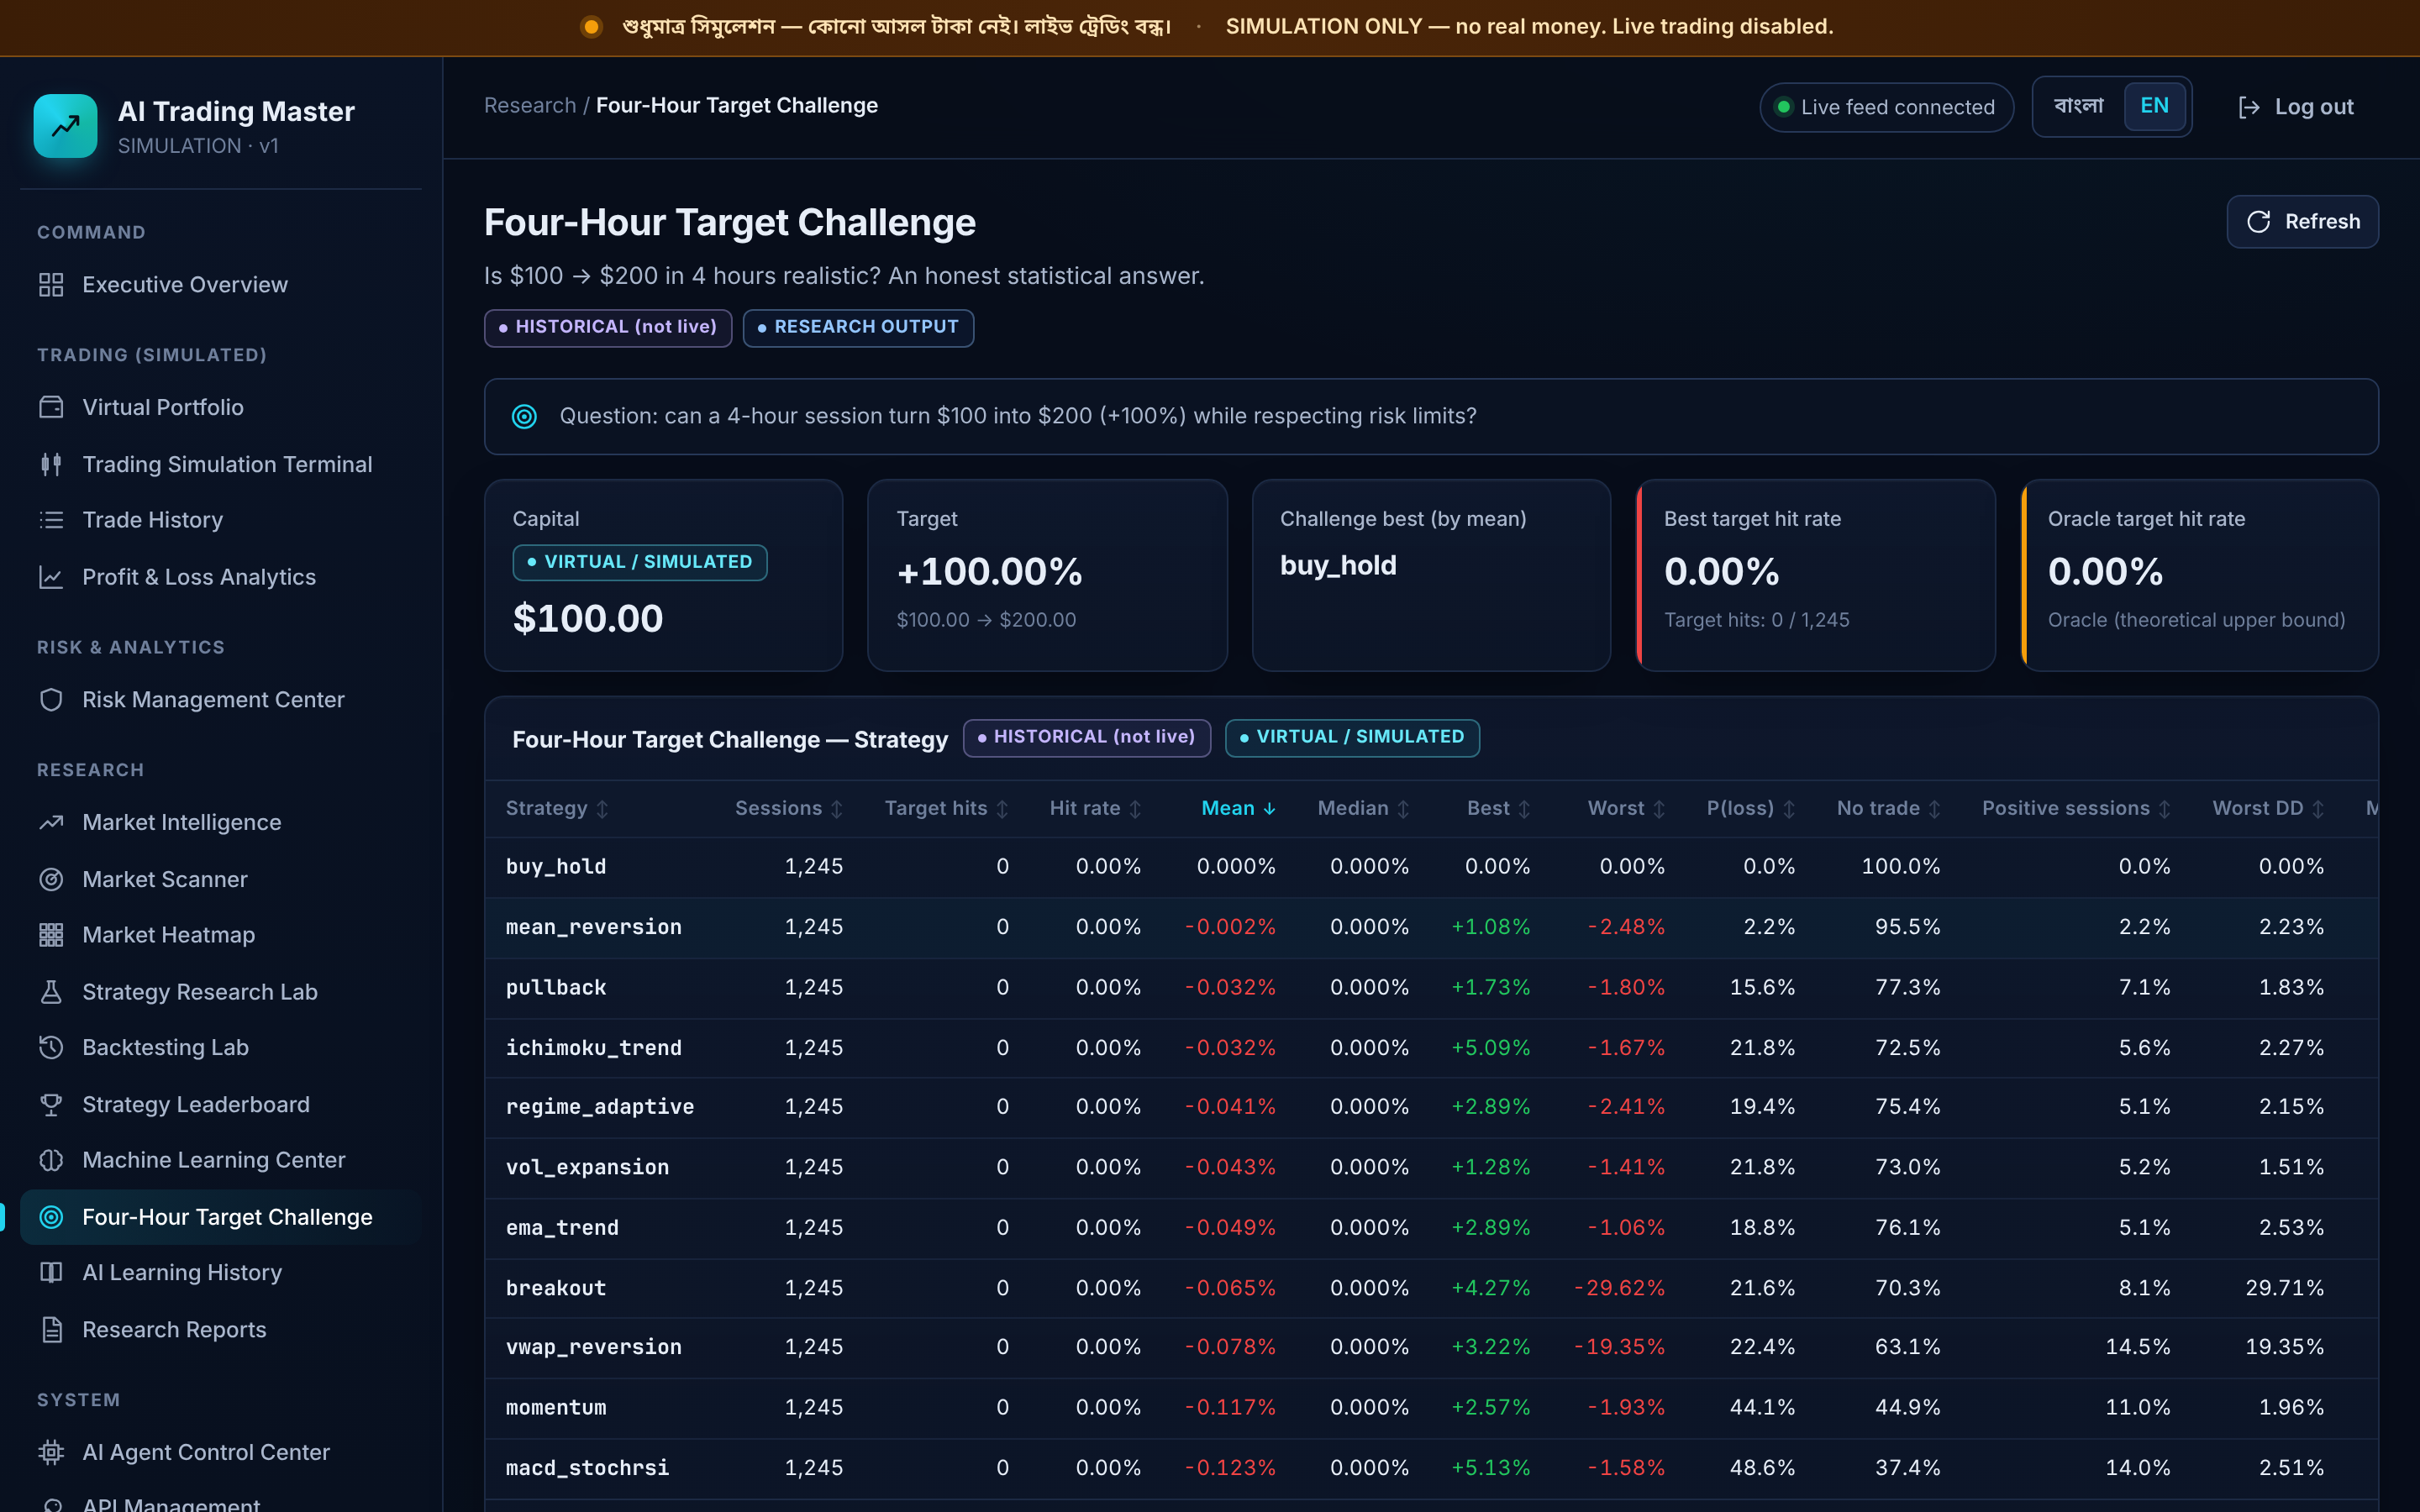 শুধুমাত্র সিমুলেশন — কোনো আসল টাকা নেই। লাইভ ট্রেডিং বন্ধ। · SIMULATION ONLY — no real money. Live trading disabled.
AI Trading Master
SIMULATION · v1
COMMAND
Executive Overview
TRADING (SIMULATED)
Virtual Portfolio
Trading Simulation Terminal
Trade History
Profit & Loss Analytics
RISK & ANALYTICS
Risk Management Center
RESEARCH
Market Intelligence
Market Scanner
Market Heatmap
Strategy Research Lab
Backtesting Lab
Strategy Leaderboard
Machine Learning Center
Four-Hour Target Challenge
AI Learning History
Research Reports
SYSTEM
AI Agent Control Center
API Management
Research / Four-Hour Target Challenge
Live feed connected
বাংলা EN
Log out
Four-Hour Target Challenge
Refresh
Is $100 → $200 in 4 hours realistic? An honest statistical answer.
HISTORICAL (not live) RESEARCH OUTPUT
Question: can a 4-hour session turn $100 into $200 (+100%) while respecting risk limits?
Capital
VIRTUAL / SIMULATED
$100.00
Target
+100.00%
$100.00 → $200.00
Challenge best (by mean)
buy_hold
Best target hit rate
0.00%
Target hits: 0 / 1,245
Oracle target hit rate
0.00%
Oracle (theoretical upper bound)
Four-Hour Target Challenge — Strategy HISTORICAL (not live) VIRTUAL / SIMULATED
Strategy Sessions Target hits Hit rate Mean ↓ Median Best Worst P(loss) No trade Positive sessions Worst DD
buy_hold 1,245 0 0.00% 0.000% 0.000% 0.00% 0.00% 0.0% 100.0% 0.0% 0.00%
mean_reversion 1,245 0 0.00% -0.002% 0.000% +1.08% -2.48% 2.2% 95.5% 2.2% 2.23%
pullback 1,245 0 0.00% -0.032% 0.000% +1.73% -1.80% 15.6% 77.3% 7.1% 1.83%
ichimoku_trend 1,245 0 0.00% -0.032% 0.000% +5.09% -1.67% 21.8% 72.5% 5.6% 2.27%
regime_adaptive 1,245 0 0.00% -0.041% 0.000% +2.89% -2.41% 19.4% 75.4% 5.1% 2.15%
vol_expansion 1,245 0 0.00% -0.043% 0.000% +1.28% -1.41% 21.8% 73.0% 5.2% 1.51%
ema_trend 1,245 0 0.00% -0.049% 0.000% +2.89% -1.06% 18.8% 76.1% 5.1% 2.53%
breakout 1,245 0 0.00% -0.065% 0.000% +4.27% -29.62% 21.6% 70.3% 8.1% 29.71%
vwap_reversion 1,245 0 0.00% -0.078% 0.000% +3.22% -19.35% 22.4% 63.1% 14.5% 19.35%
momentum 1,245 0 0.00% -0.117% 0.000% +2.57% -1.93% 44.1% 44.9% 11.0% 1.96%
macd_stochrsi 1,245 0 0.00% -0.123% 0.000% +5.13% -1.58% 48.6% 37.4% 14.0% 2.51%